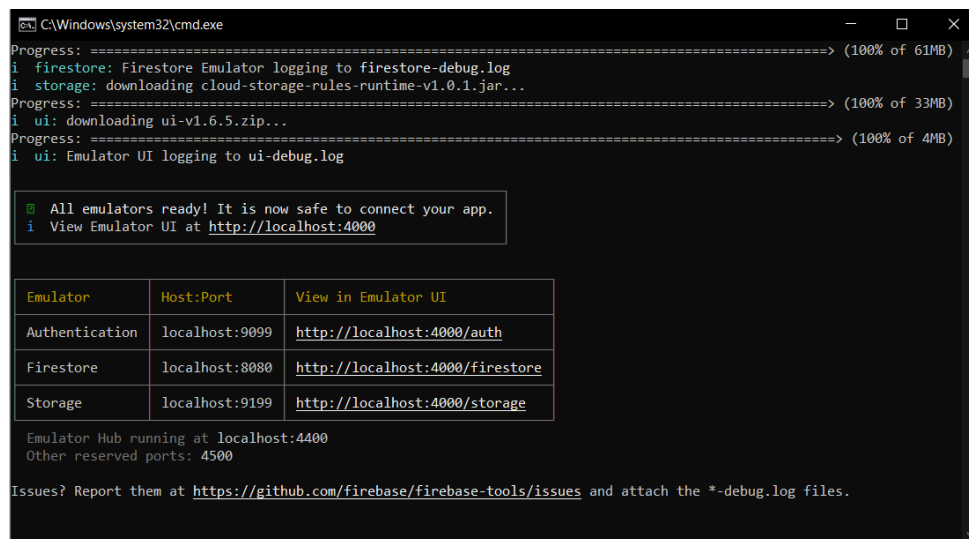 C:\Windows\system32\cmd.exe
Progress: =============================================================================================> (100% of 61MB)
i  firestore: Firestore Emulator logging to firestore-debug.log
i  storage: downloading cloud-storage-rules-runtime-v1.0.1.jar...
Progress: =============================================================================================> (100% of 33MB)
i  ui: downloading ui-v1.6.5.zip...
Progress: ==============================================================================================> (100% of 4MB)
i  ui: Emulator UI logging to ui-debug.log
All emulators ready! It is now safe to connect your app.
i  View Emulator UI at http://localhost:4000
Emulator Host:Port View in Emulator UI
Authentication localhost:9099 http://localhost:4000/auth
Firestore localhost:8080 http://localhost:4000/firestore
Storage localhost:9199 http://localhost:4000/storage
Emulator Hub running at localhost:4400
Other reserved ports: 4500
Issues? Report them at https://github.com/firebase/firebase-tools/issues and attach the *-debug.log files.